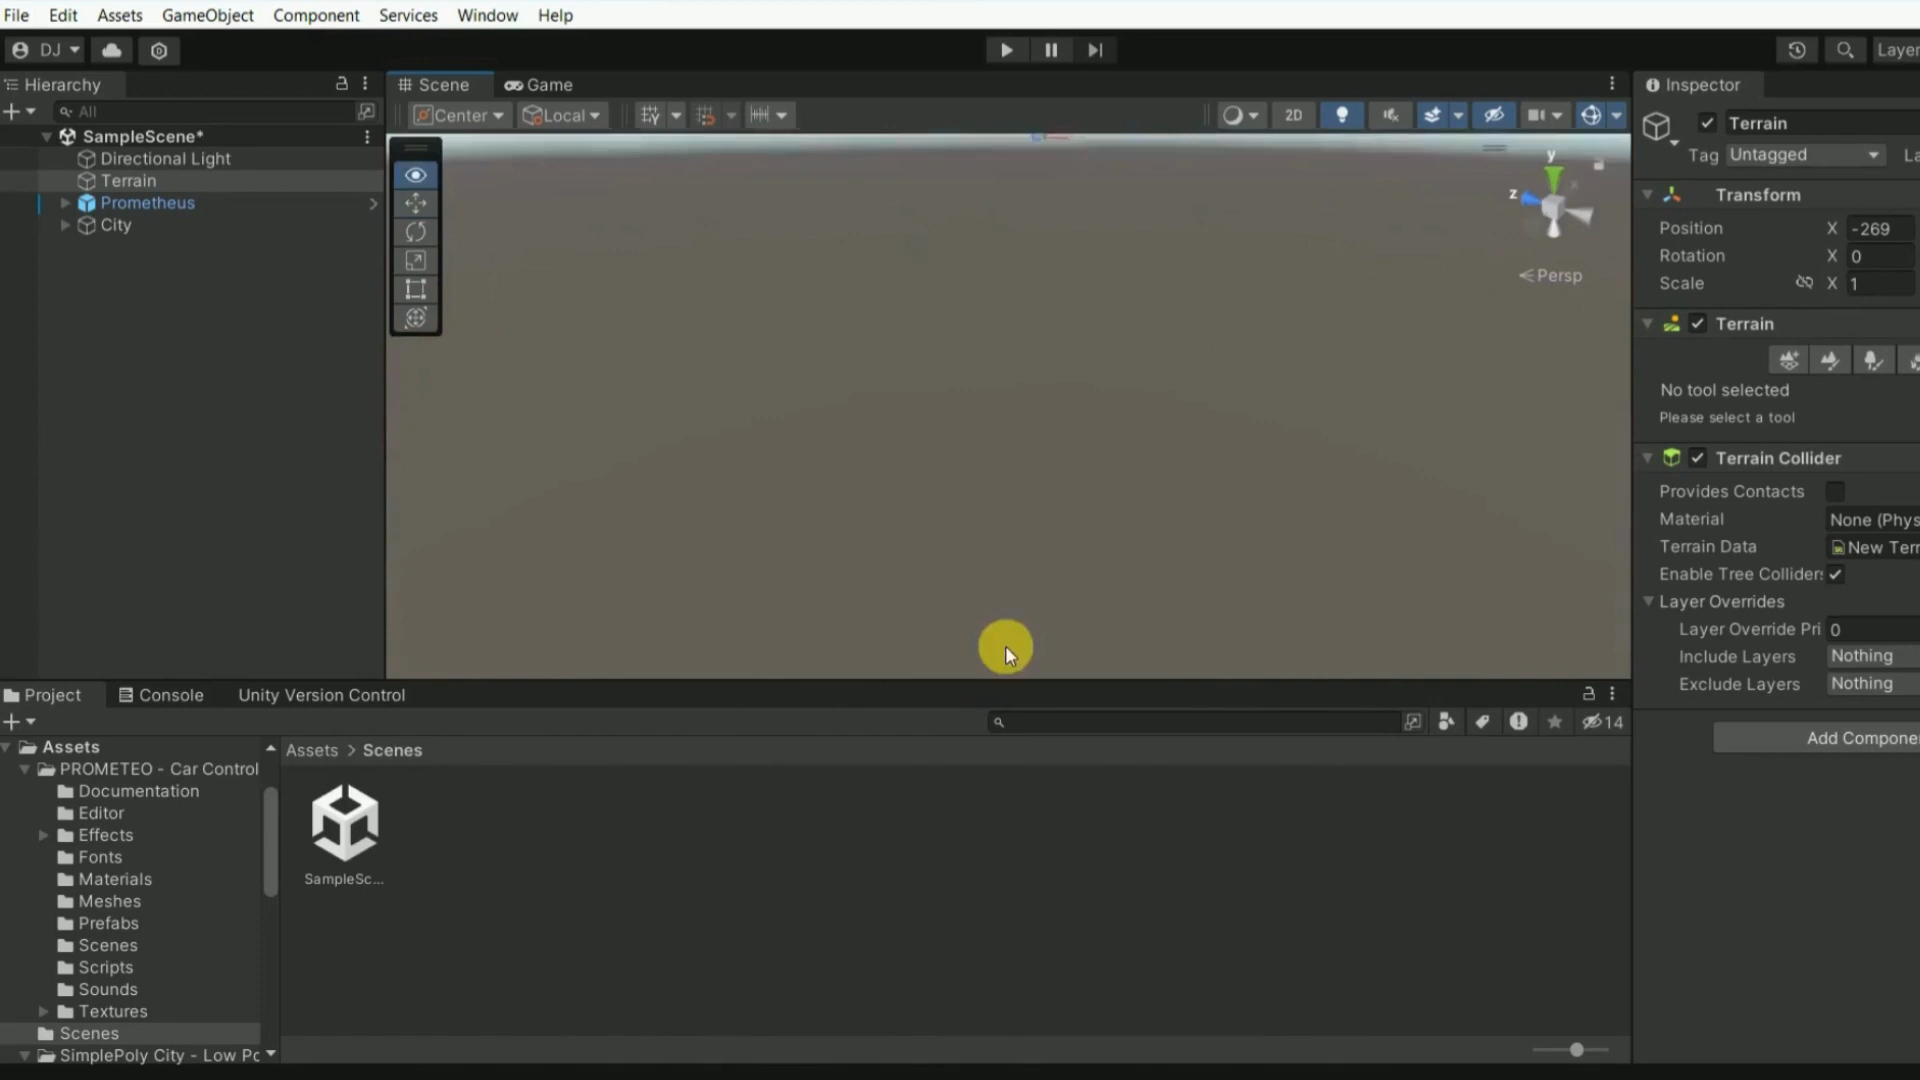 File Edit Assets GameObject Component Services Window Help
DJ Layer
Hierarchy
All
SampleScene*
Directional Light
Terrain
Prometheus
City
Scene Game
Center Local 2D
y
z
x
Persp
Inspector
Terrain
Tag Untagged La
Transform
Position X -269
Rotation X 0
Scale X 1
Terrain
No tool selected
Please select a tool
Terrain Collider
Provides Contacts
Material None (Phys
Terrain Data New Terr
Enable Tree Colliders
Layer Overrides
Layer Override Pri 0
Include Layers Nothing
Exclude Layers Nothing
Add Componen
Project Console Unity Version Control
14
Assets
PROMETEO - Car Control
Documentation
Editor
Effects
Fonts
Materials
Meshes
Prefabs
Scenes
Scripts
Sounds
Textures
Scenes
SimplePoly City - Low Po
Assets > Scenes
SampleSc...